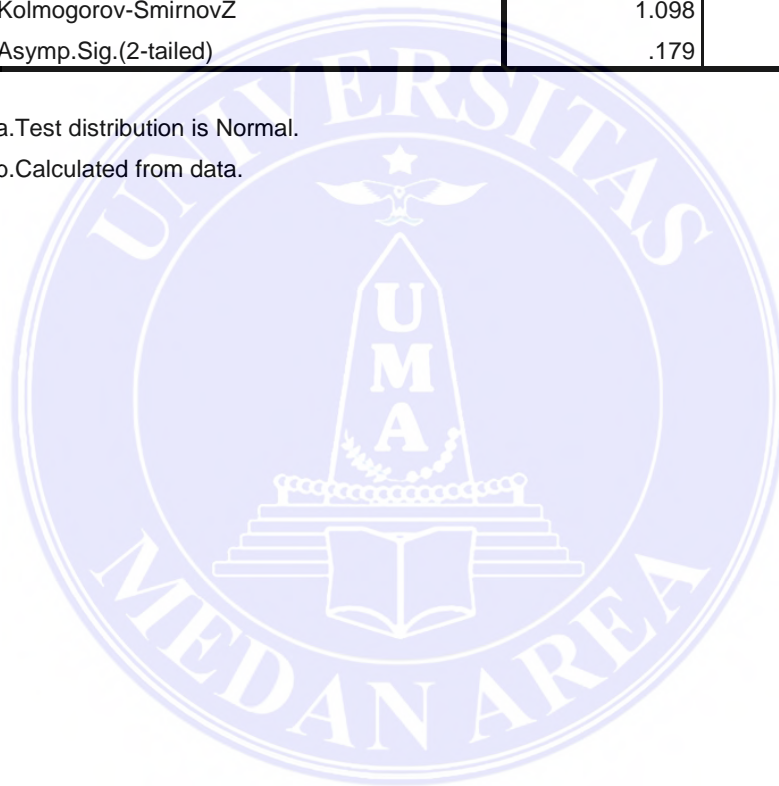 Kolmogorov-SmirnovZ 1.098
Asymp.Sig.(2-tailed) .179
a.Test distribution is Normal.
b.Calculated from data.
UNIVERSITAS
U
M
A
MEDAN AREA